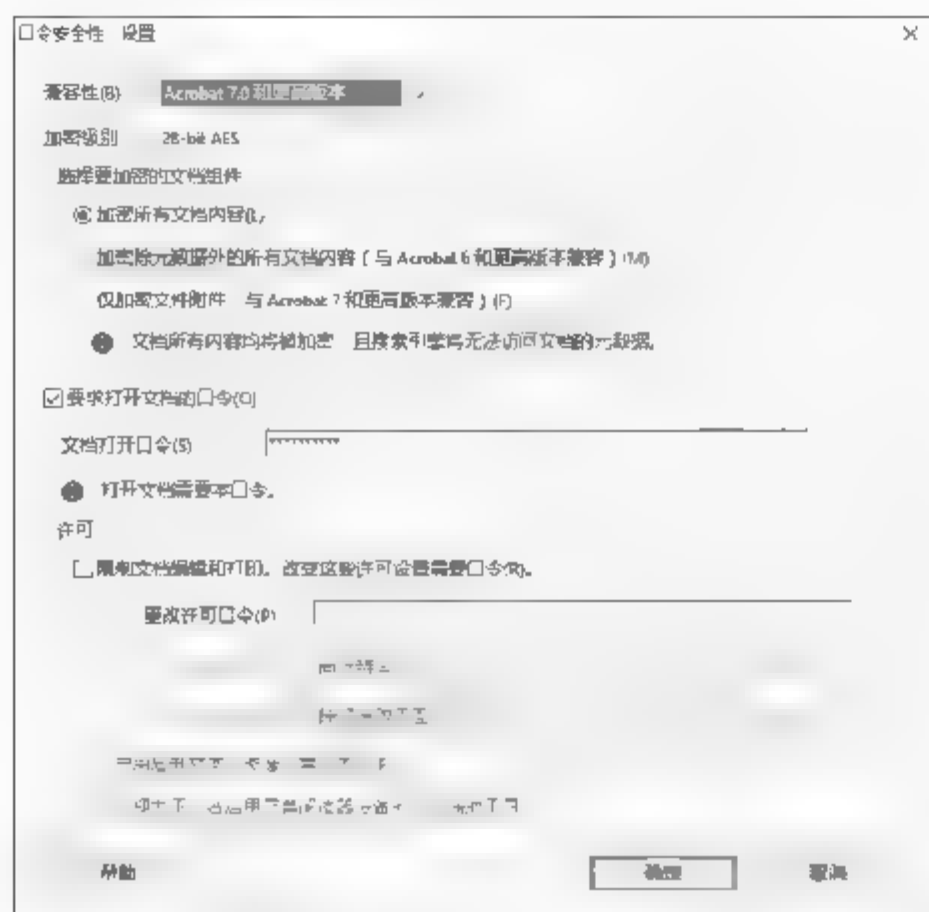 口令安全性 设置
兼容性(B) Acrobat 7.0 和更高版本
加密级别 28-bit AES
选择要加密的文档组件
加密所有文档内容(L)
加密除元数据外的所有文档内容(与 Acrobat 6 和更高版本兼容)(M)
仅加密文件附件 与 Acrobat 7 和更高版本兼容)(F)
文档所有内容均将被加密 且搜索引擎将无法访问文档的元数据。
要求打开文档的口令(O)
文档打开口令(S) **********
打开文档需要本口令。
许可
限制文档编辑和打印。改变这些许可设置需要口令(R)。
更改许可口令(P)
帮助 确定 取消